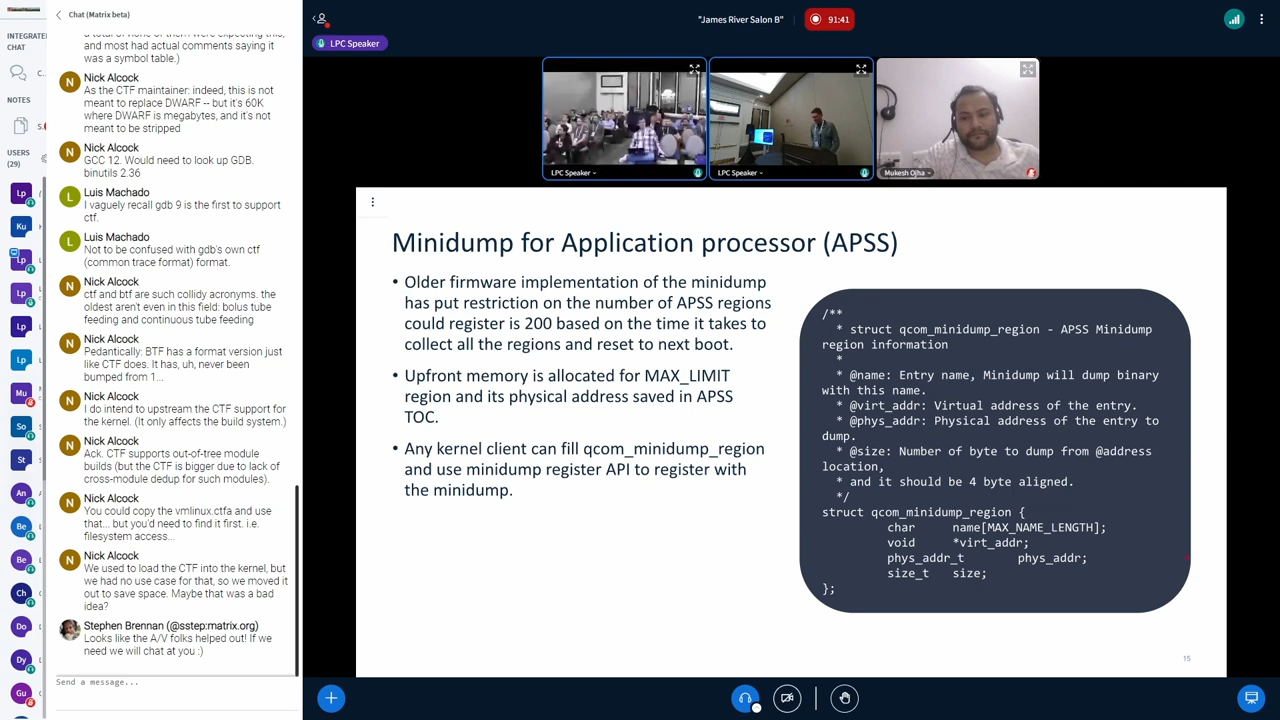 Chat (Matrix beta)
INTEGRATE
CHAT
C..
NOTES
S.
USERS
(29)
Lp
Ku
Lp
Lp
Lp
Lp
Mu
So
St
An
Be
Be
Ch
Do
Dy
Gu
a total of none of them were expecting this,
and most had actual comments saying it
was a symbol table.)
N
Nick Alcock
As the CTF maintainer: indeed, this is not
meant to replace DWARF -- but it's 60K
where DWARF is megabytes, and it's not
meant to be stripped
N
Nick Alcock
GCC 12. Would need to look up GDB.
binutils 2.36
L
Luis Machado
I vaguely recall gdb 9 is the first to support
ctf.
L
Luis Machado
Not to be confused with gdb's own ctf
(common trace format) format.
N
Nick Alcock
ctf and btf are such collidy acronyms. the
oldest aren't even in this field: bolus tube
feeding and continuous tube feeding
N
Nick Alcock
Pedantically: BTF has a format version just
like CTF does. It has, uh, never been
bumped from 1...
N
Nick Alcock
I do intend to upstream the CTF support for
the kernel. (It only affects the build system.)
N
Nick Alcock
Ack. CTF supports out-of-tree module
builds (but the CTF is bigger due to lack of
cross-module dedup for such modules).
N
Nick Alcock
You could copy the vmlinux.ctfa and use
that... but you'd need to find it first. i.e.
filesystem access...
N
Nick Alcock
We used to load the CTF into the kernel, but
we had no use case for that, so we moved it
out to save space. Maybe that was a bad
idea?
Stephen Brennan (@sstep:matrix.org)
Looks like the A/V folks helped out! If we
need we will chat at you :)
Send a message...
"James River Salon B"
91:41
LPC Speaker
LPC Speaker
LPC Speaker
Mukesh Ojha
Minidump for Application processor (APSS)
• Older firmware implementation of the minidump
has put restriction on the number of APSS regions
could register is 200 based on the time it takes to
collect all the regions and reset to next boot.
• Upfront memory is allocated for MAX_LIMIT
region and its physical address saved in APSS
TOC.
• Any kernel client can fill qcom_minidump_region
and use minidump register API to register with
the minidump.
/**
* struct qcom_minidump_region - APSS Minidump
region information
*
* @name: Entry name, Minidump will dump binary
with this name.
* @virt_addr: Virtual address of the entry.
* @phys_addr: Physical address of the entry to
dump.
* @size: Number of byte to dump from @address
location,
* and it should be 4 byte aligned.
*/
struct qcom_minidump_region {
char name[MAX_NAME_LENGTH];
void *virt_addr;
phys_addr_t phys_addr;
size_t size;
};
15